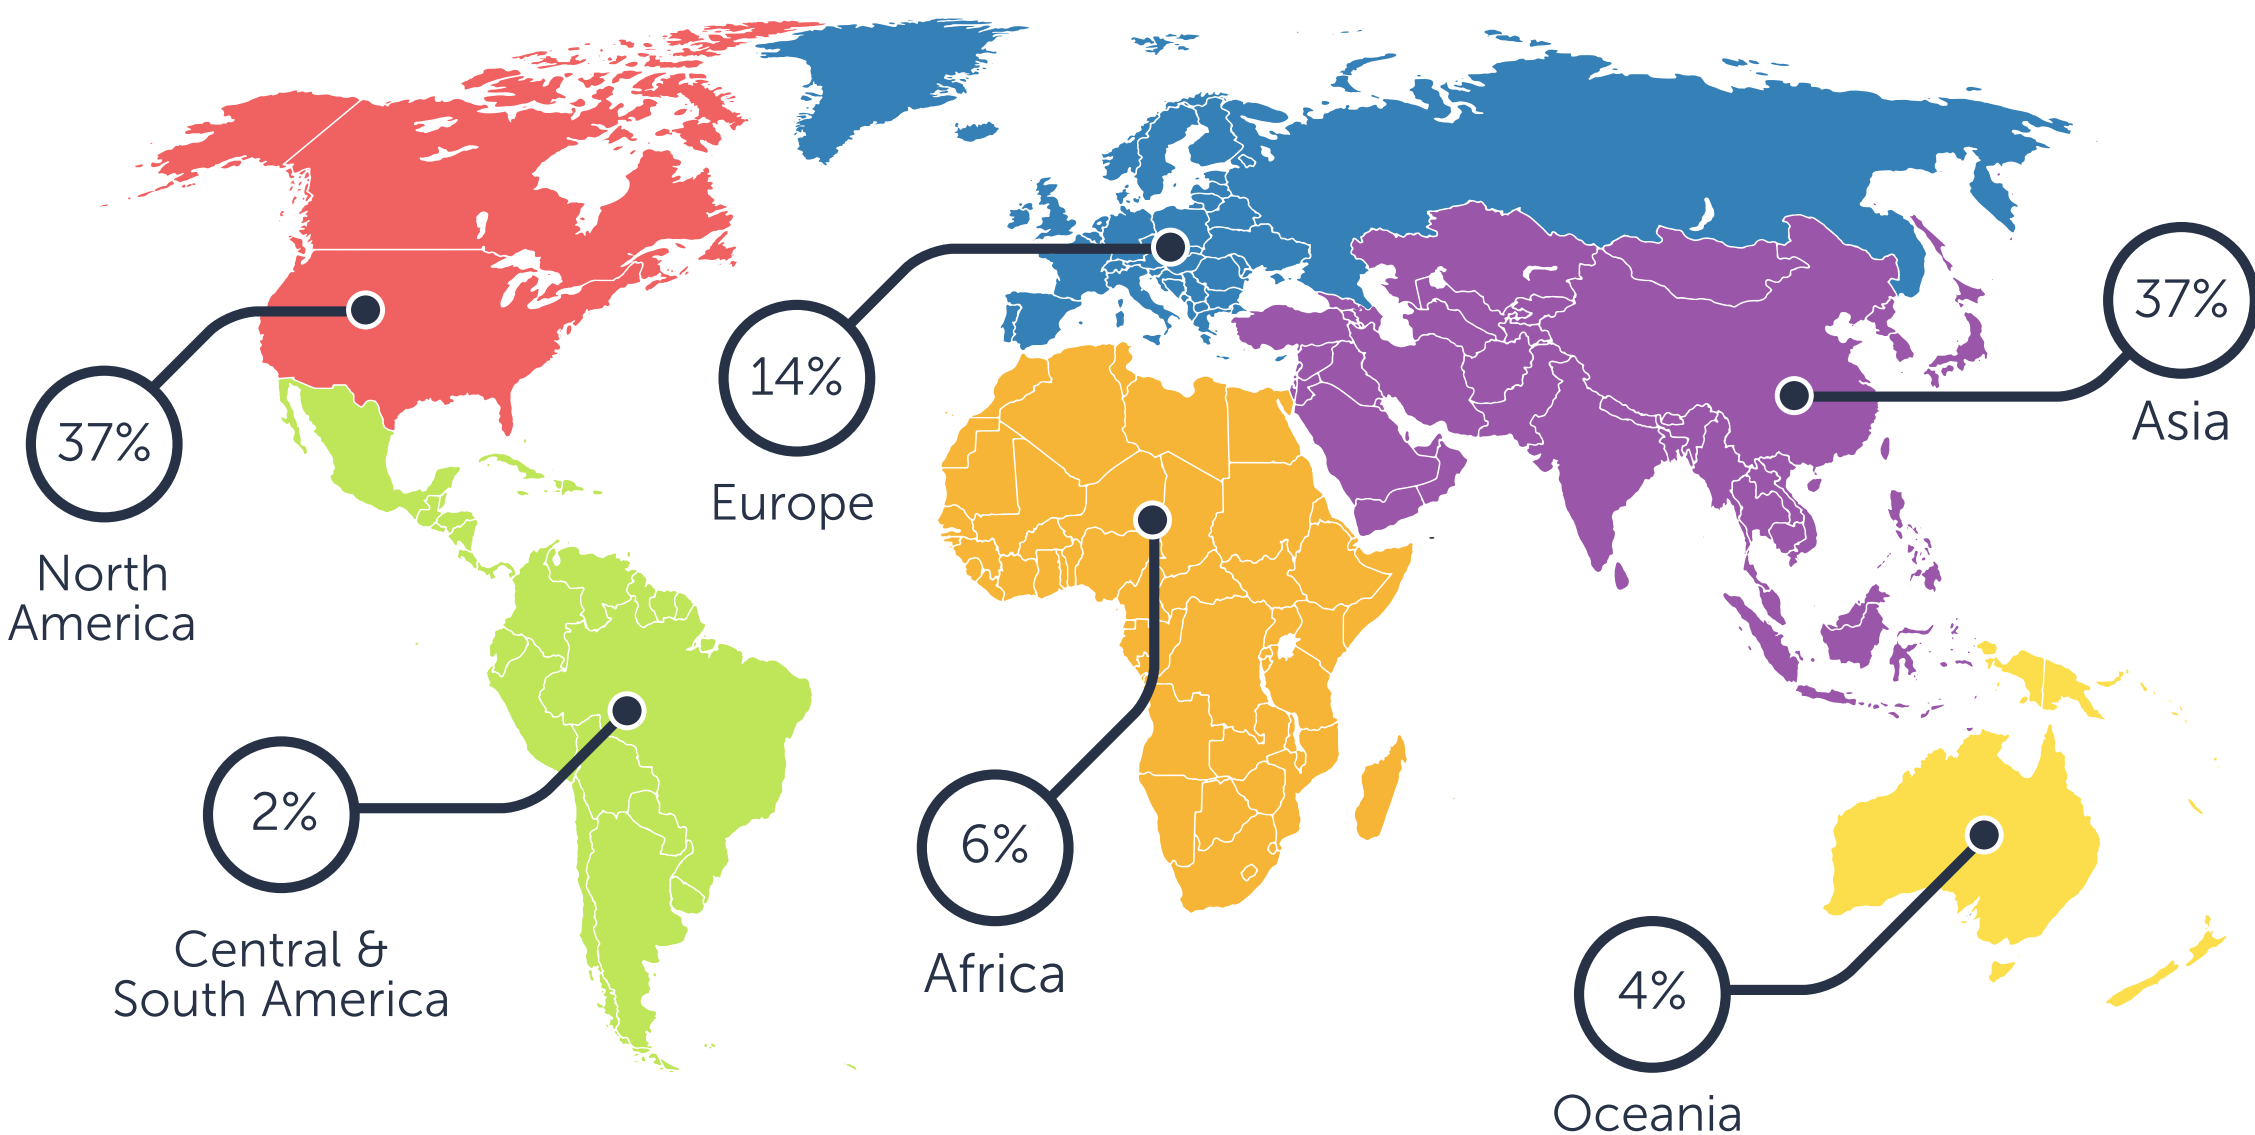 37%
North
America
14%
Europe
37%
Asia
2%
Central &
South America
6%
Africa
4%
Oceania